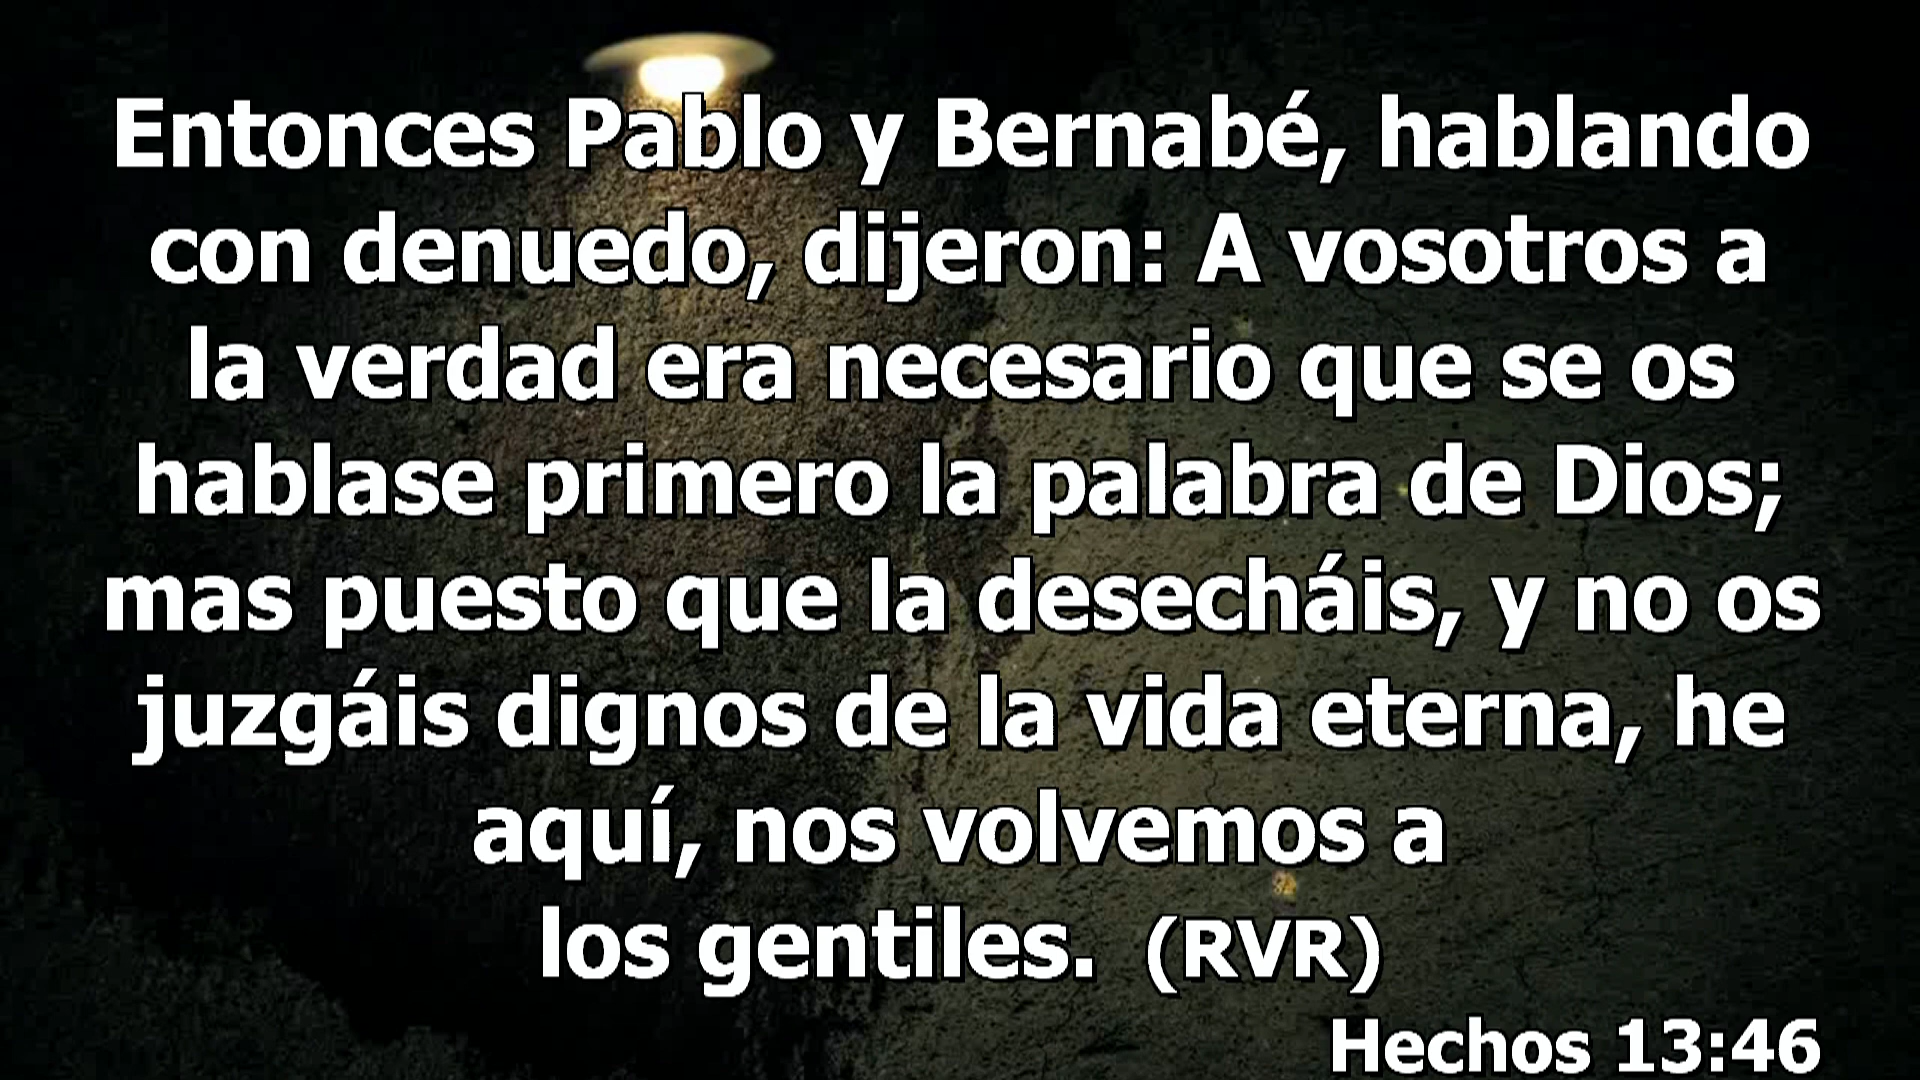 Entonces Pablo y Bernabé, hablando
con denuedo, dijeron: A vosotros a
la verdad era necesario que se os
hablase primero la palabra de Dios;
mas puesto que la desecháis, y no os
juzgáis dignos de la vida eterna, he
aquí, nos volvemos a
los gentiles. (RVR)
Hechos 13:46